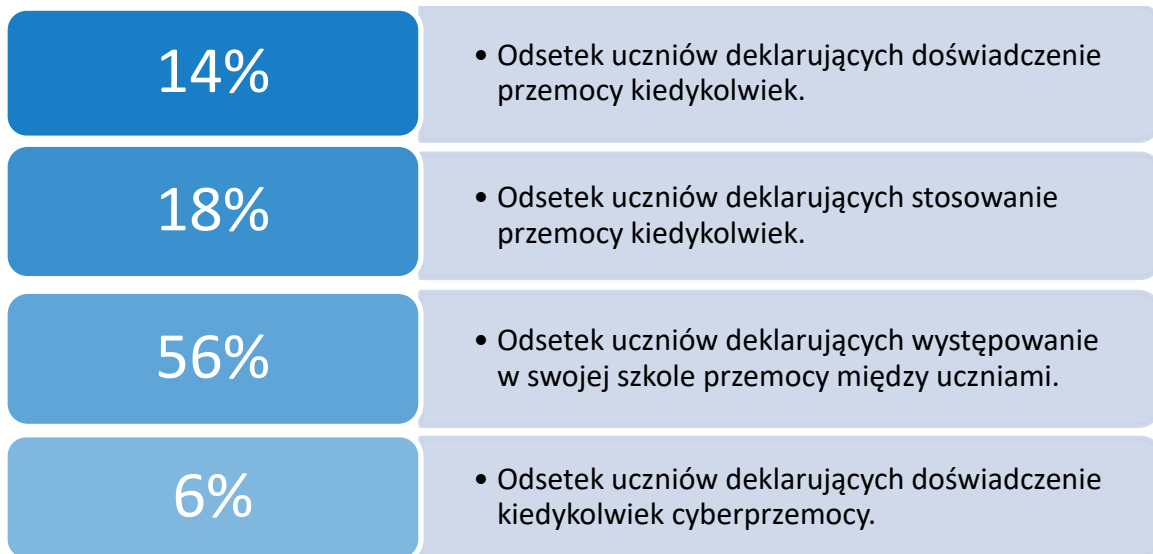 14%
• Odsetek uczniów deklarujących doświadczenie
przemocy kiedykolwiek.
18%
• Odsetek uczniów deklarujących stosowanie
przemocy kiedykolwiek.
56%
• Odsetek uczniów deklarujących występowanie
w swojej szkole przemocy między uczniami.
6%
• Odsetek uczniów deklarujących doświadczenie
kiedykolwiek cyberprzemocy.